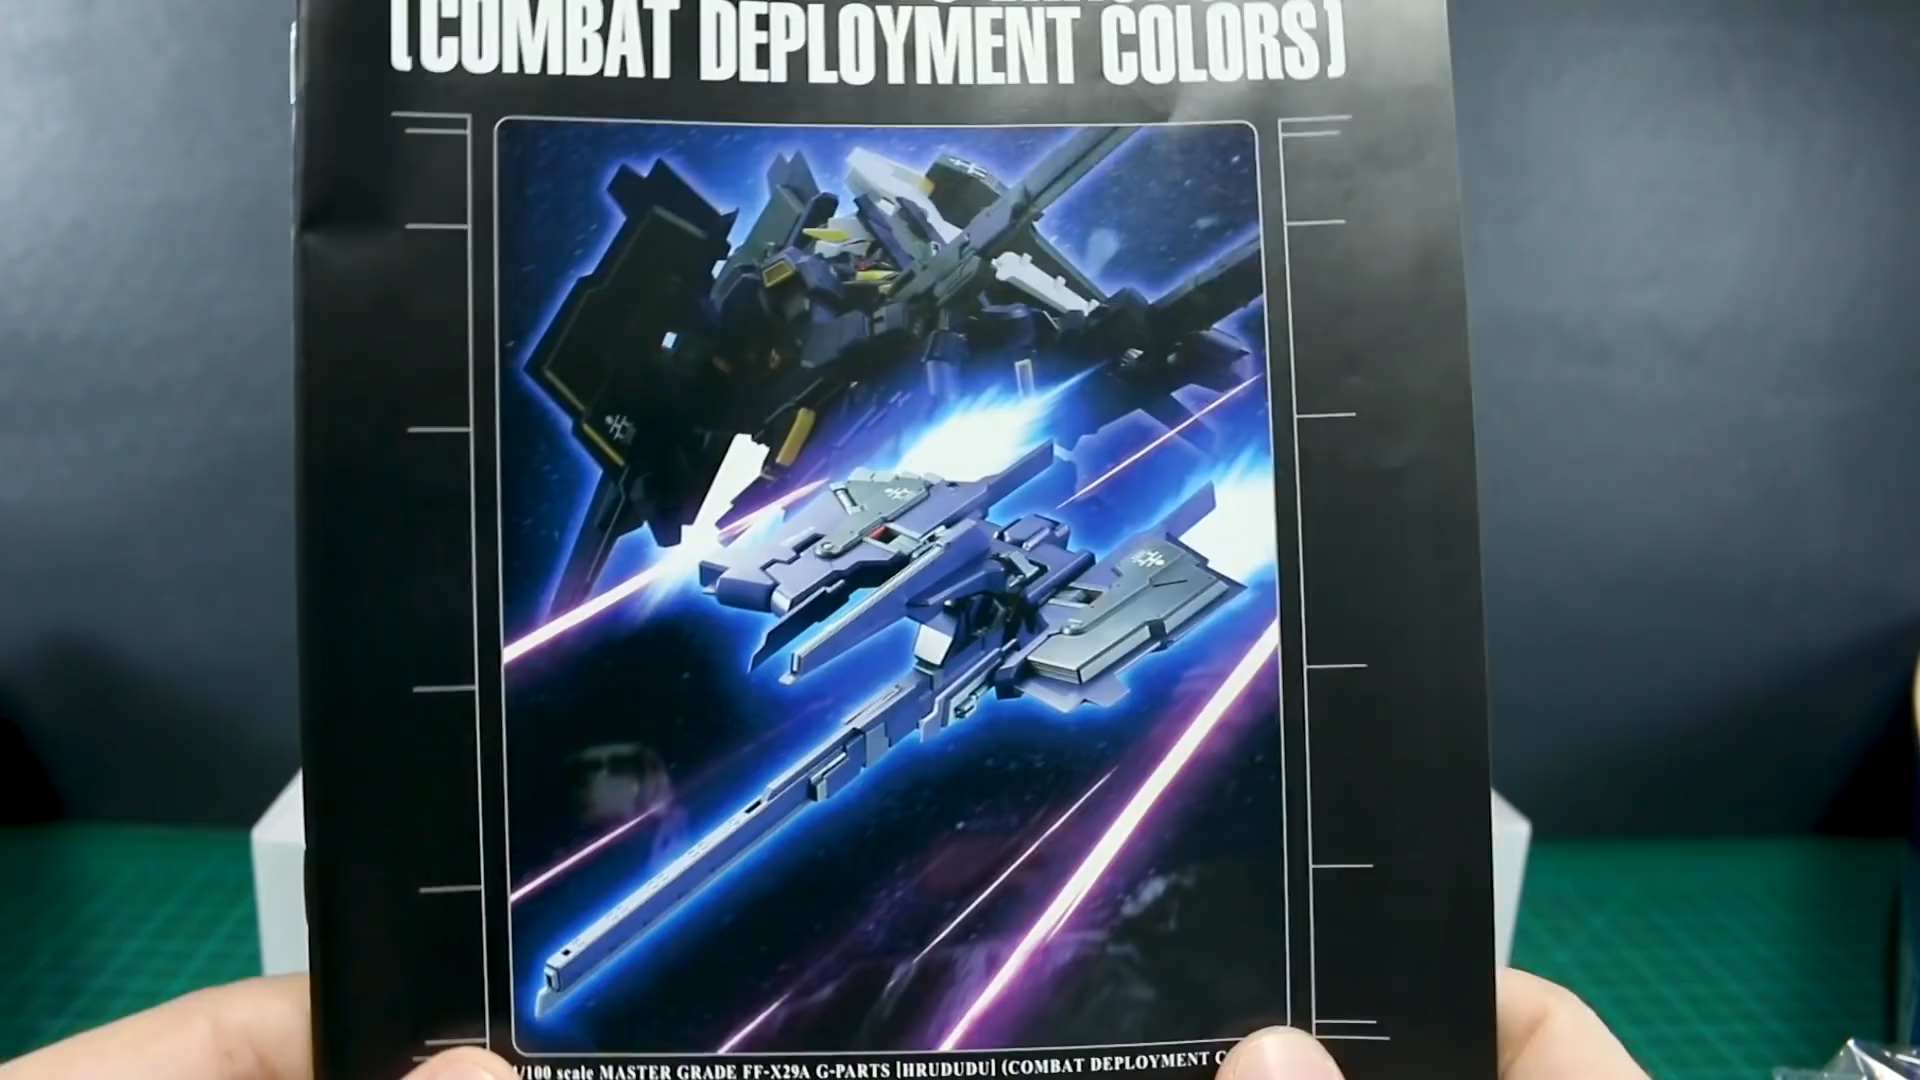 [COMBAT DEPLOYMENT COLORS]
/100 scale MASTER GRADE FF-X29A G-PARTS [HRUDUDU] (COMBAT DEPLOYMENT C